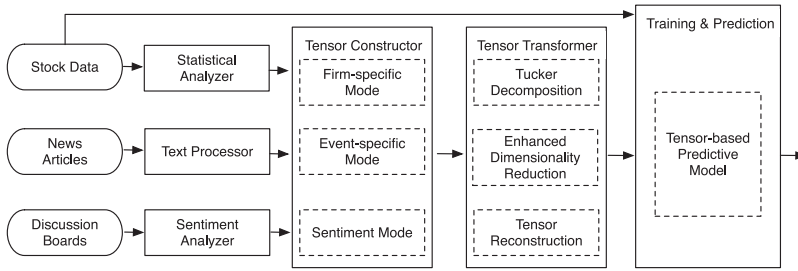 Stock Data
Statistical
Analyzer
News
Articles
Text Processor
Discussion
Boards
Sentiment
Analyzer
Tensor Constructor
Firm-specific
Mode
Event-specific
Mode
Sentiment Mode
Tensor Transformer
Tucker
Decomposition
Enhanced
Dimensionality
Reduction
Tensor
Reconstruction
Training & Prediction
Tensor-based
Predictive
Model